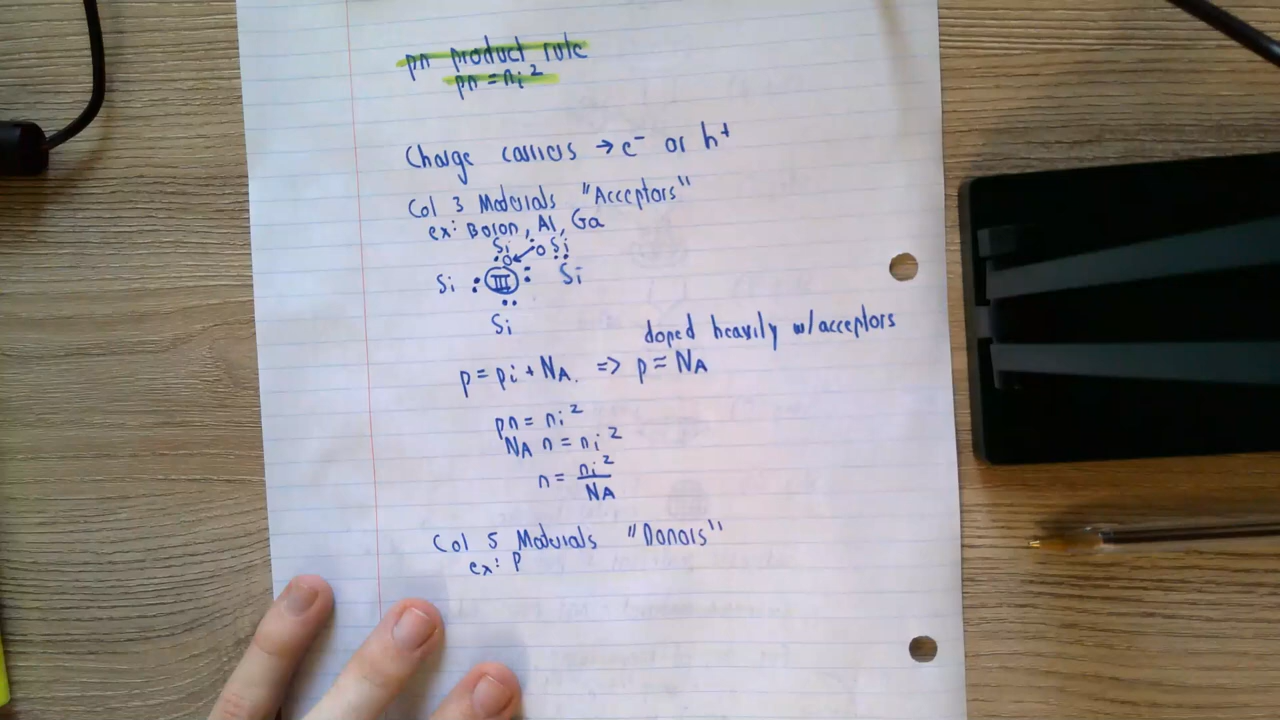 pn product rule
pn = ni²
Charge carriers → e⁻ or h⁺
Col 3 Materials "Acceptors"
ex: Boron, Al, Ga
Si Si
Si III Si
Si
doped heavily w/acceptors
p = pi + NA. => p ≈ NA
pn = ni²
NA n = ni²
n = ni²/NA
Col 5 Materials "Donors"
ex: P